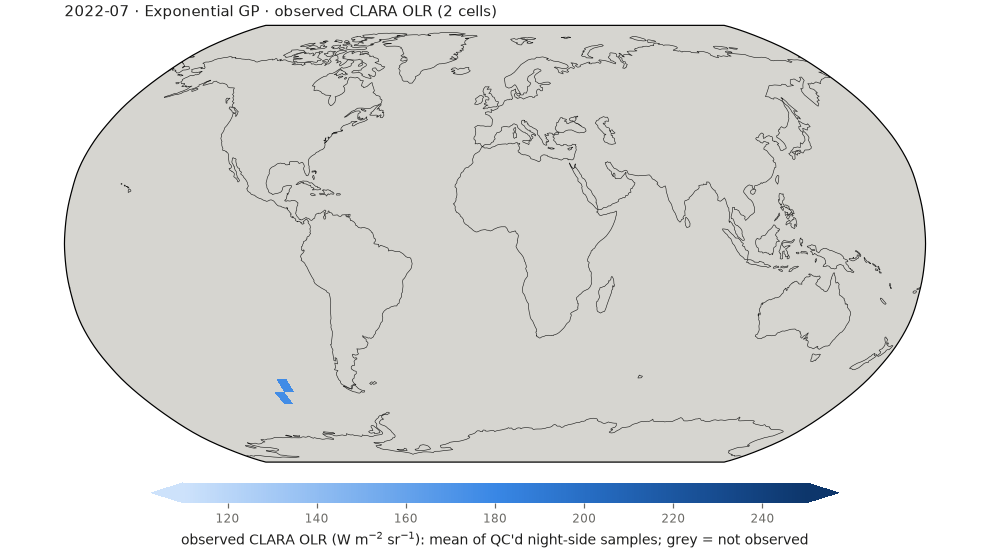 2022-07 · Exponential GP · observed CLARA OLR (2 cells)
120 140 160 180 200 220 240
observed CLARA OLR (W m⁻² sr⁻¹): mean of QC'd night-side samples; grey = not observed